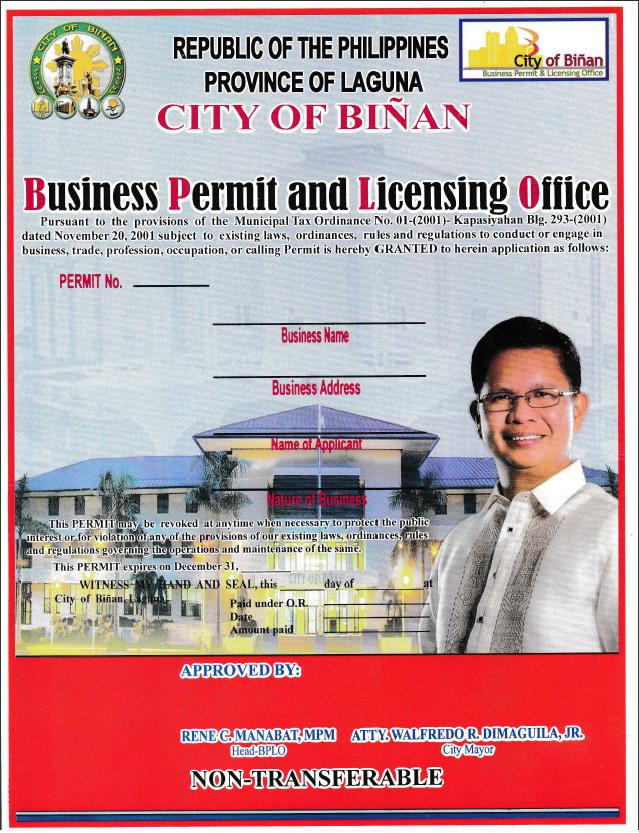 CITY OF BIÑAN
REPUBLIC OF THE PHILIPPINES
PROVINCE OF LAGUNA
CITY OF BIÑAN
City of Biñan
Business Permit & Licensing Office
Business Permit and Licensing Office
Pursuant to the provisions of the Municipal Tax Ordinance No. 01-(2001)- Kapasiyahan Blg. 293-(2001)
dated November 20, 2001 subject to existing laws, ordinances, rules and regulations to conduct or engage in
business, trade, profession, occupation, or calling Permit is hereby GRANTED to herein application as follows:
PERMIT No.
Business Name
Business Address
Name of Applicant
Nature of Business
This PERMIT may be revoked at anytime when necessary to protect the public
interest or for violation of any of the provisions of our existing laws, ordinances, rules
and regulations governing the operations and maintenance of the same.
This PERMIT expires on December 31,
WITNESS MY HAND AND SEAL, this day of at
City of Biñan, Laguna.
Paid under O.R.
Date
Amount paid
APPROVED BY:
RENE C. MANABAT, MPM ATTY. WALFREDO R. DIMAGUILA, JR.
Head-BPLO City Mayor
NON-TRANSFERABLE